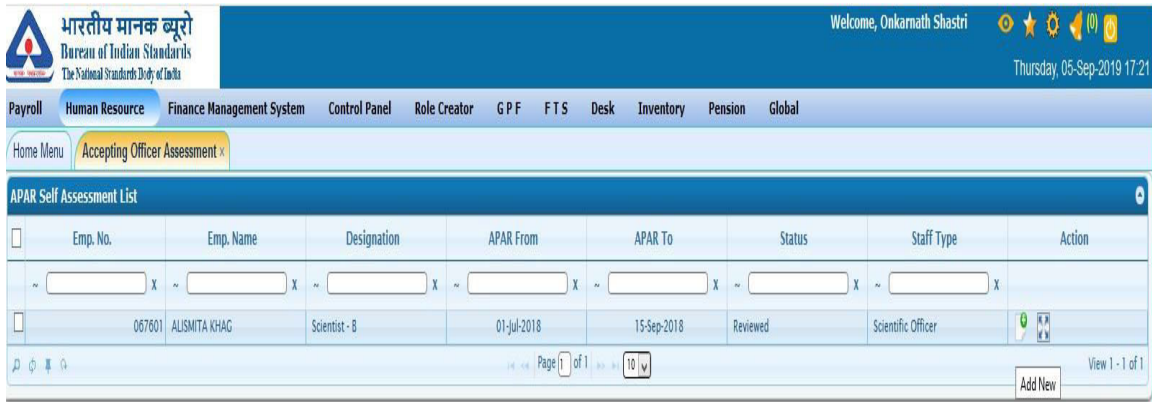 भारतीय मानक ब्यूरो
Bureau of Indian Standards
The National Standards Body of India
Welcome, Onkarnath Shastri (0)
Thursday, 05-Sep-2019 17:21
Payroll Human Resource Finance Management System Control Panel Role Creator G P F F T S Desk Inventory Pension Global
Home Menu Accepting Officer Assessment ×
APAR Self Assessment List
Emp. No. Emp. Name Designation APAR From APAR To Status Staff Type Action
~ x ~ x ~ x ~ x ~ x ~ x ~ x
067601 ALISMITA KHAG Scientist - B 01-Jul-2018 15-Sep-2018 Reviewed Scientific Officer
Page 1 of 1 10 View 1 - 1 of 1
Add New